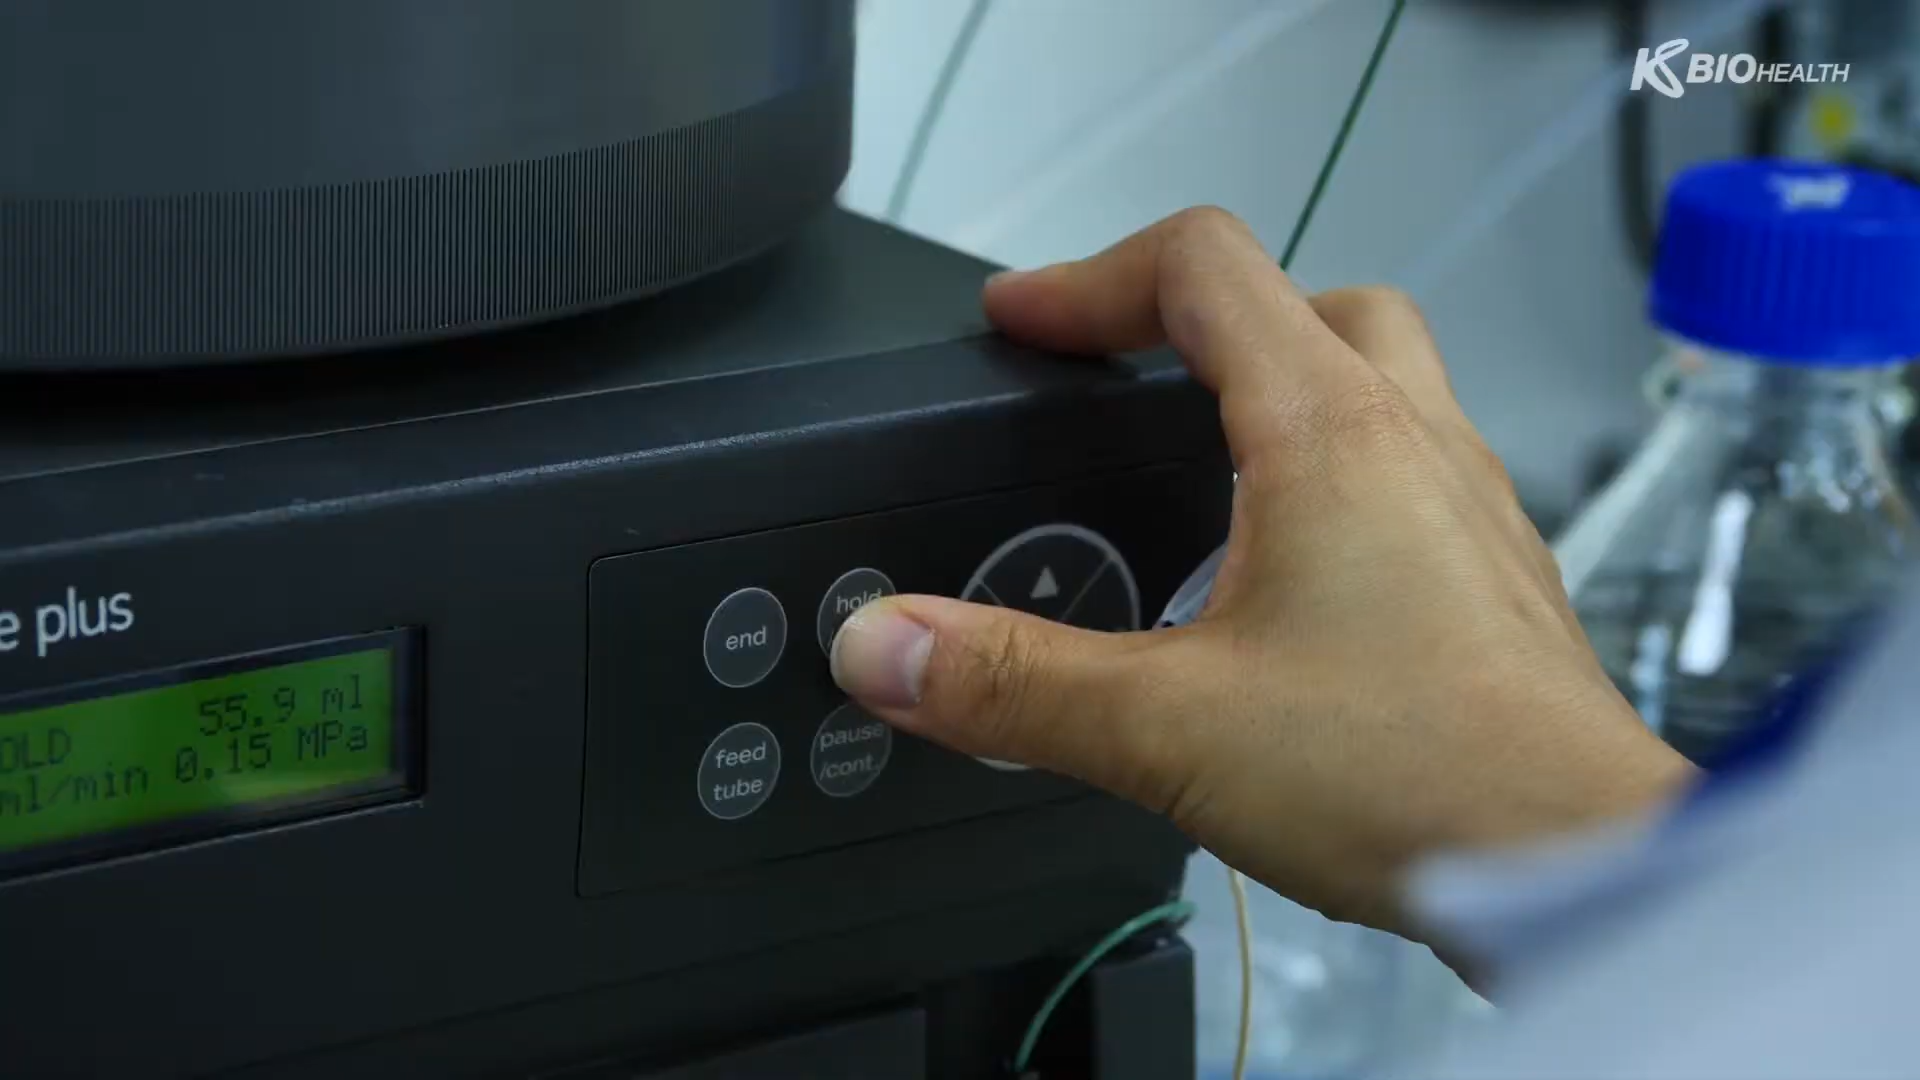 KBIOHEALTH
e plus
OLD 55.9 ml
ml/min 0.15 MPa
end
hold
feed
tube
pause
/cont.